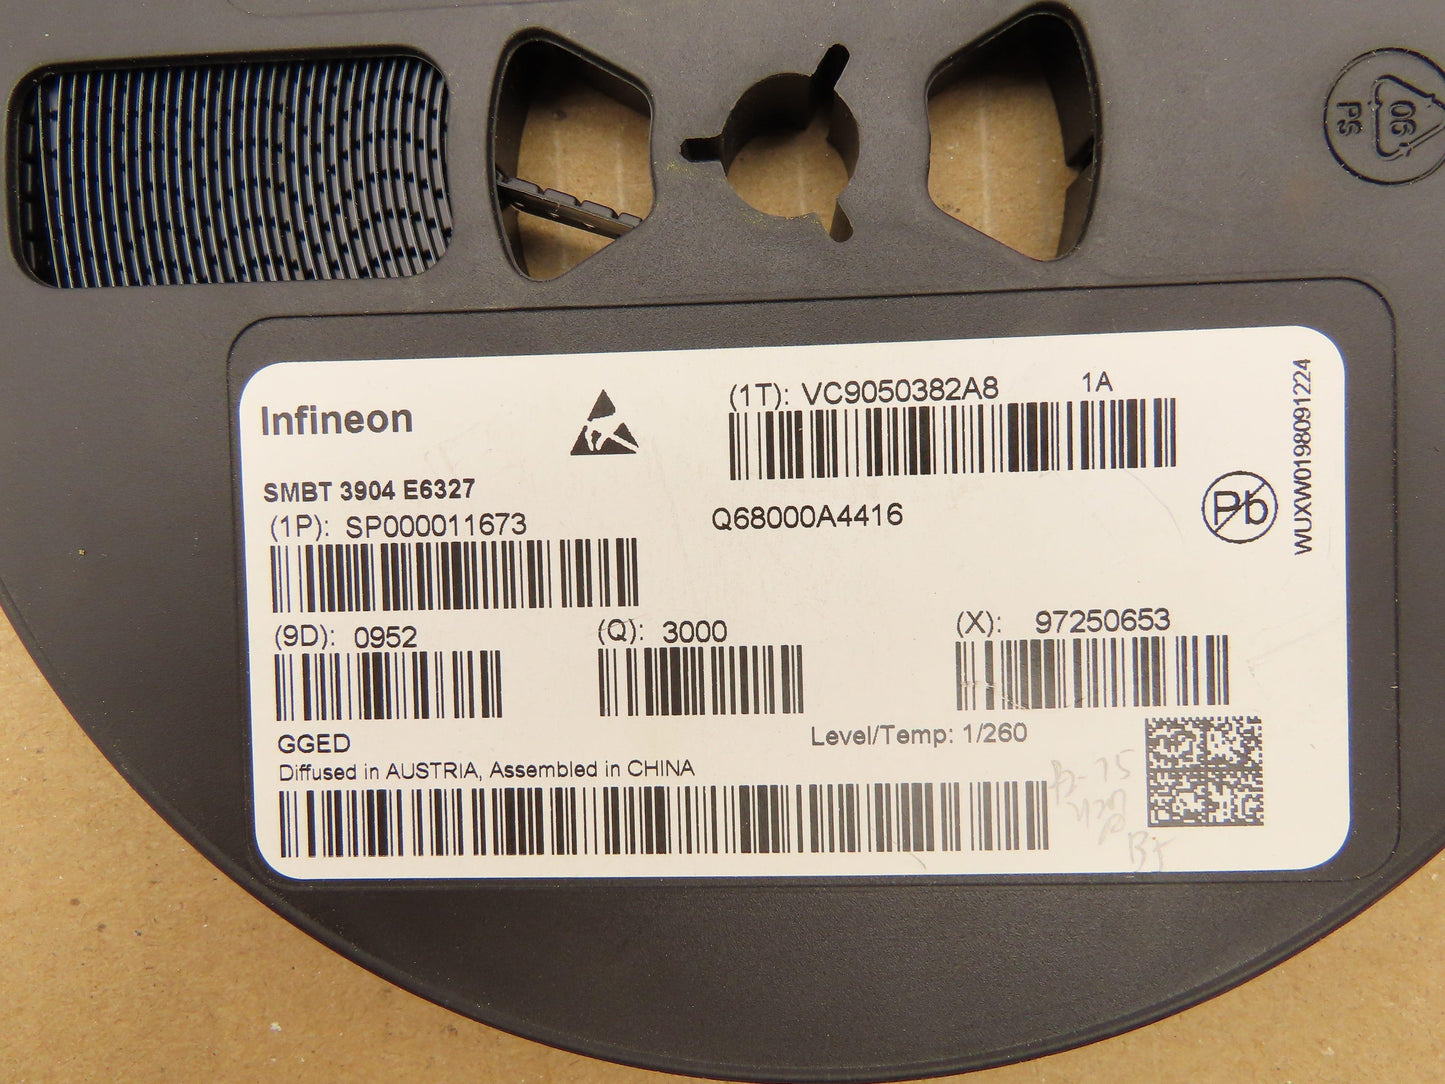 06
PS
Infineon
(1T): VC9050382A8 1A
WUXW0198091224
SMBT 3904 E6327
(1P): SP000011673
Q68000A4416
Pb
(9D): 0952
(Q): 3000
(X): 97250653
GGED
Level/Temp: 1/260
Diffused in AUSTRIA, Assembled in CHINA